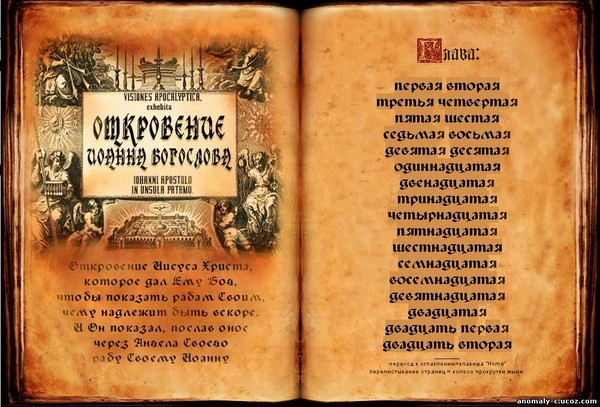 VISIONES APOCALYPTICA,
exhebita
ОТКРОВЕНИЕ
ИОАННА БОГОСЛОВА
IOHANNI APOSTOLO
IN UNSULA PATHMO.
Откровение Иисуса Христа,
которое дал Ему Бог,
чтобы показать рабам Своим,
чему надлежит быть вскоре.
И Он показал, послав оное
через Ангела Своего
рабу Своему Иоанну
Глава:
первая вторая
третья четвертая
пятая шестая
седьмая восьмая
девятая десятая
одиннадцатая
двенадцатая
тринадцатая
четырнадцатая
пятнадцатая
шестнадцатая
семнадцатая
восемнадцатая
девятнадцатая
двадцатая
двадцать первая
двадцать вторая
переход к оглавлению=клавиша "Home"
перелистывание страниц = колесо прокрутки мыши
anomaly-c.ucoz.com